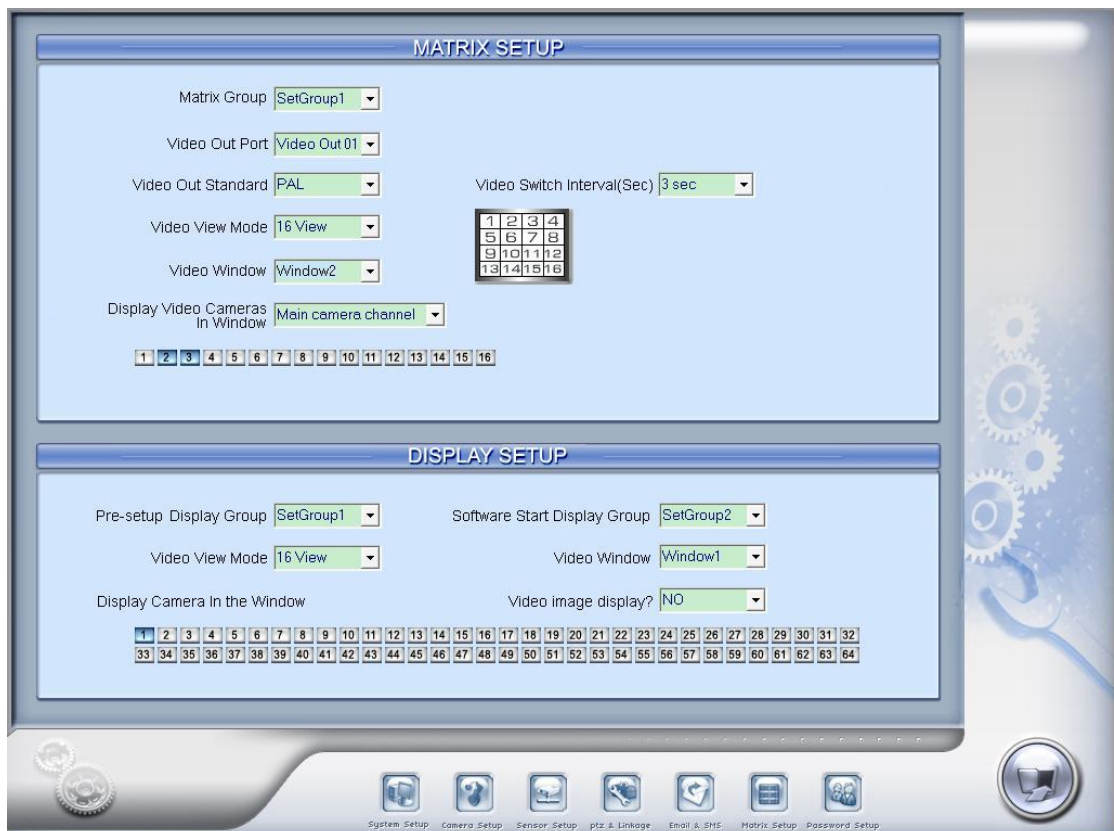 MATRIX SETUP
Matrix Group SetGroup1
Video Out Port Video Out 01
Video Out Standard PAL Video Switch Interval(Sec) 3 sec
Video View Mode 16 View
1 2 3 4
5 6 7 8
9 10 11 12
13 14 15 16
Video Window Window2
Display Video Cameras
In Window Main camera channel
1 2 3 4 5 6 7 8 9 10 11 12 13 14 15 16
DISPLAY SETUP
Pre-setup Display Group SetGroup1 Software Start Display Group SetGroup2
Video View Mode 16 View Video Window Window1
Display Camera In the Window Video image display? NO
1 2 3 4 5 6 7 8 9 10 11 12 13 14 15 16 17 18 19 20 21 22 23 24 25 26 27 28 29 30 31 32
33 34 35 36 37 38 39 40 41 42 43 44 45 46 47 48 49 50 51 52 53 54 55 56 57 58 59 60 61 62 63 64
System Setup Camera Setup Sensor Setup ptz & Linkage Email & SMS Matrix Setup Password Setup